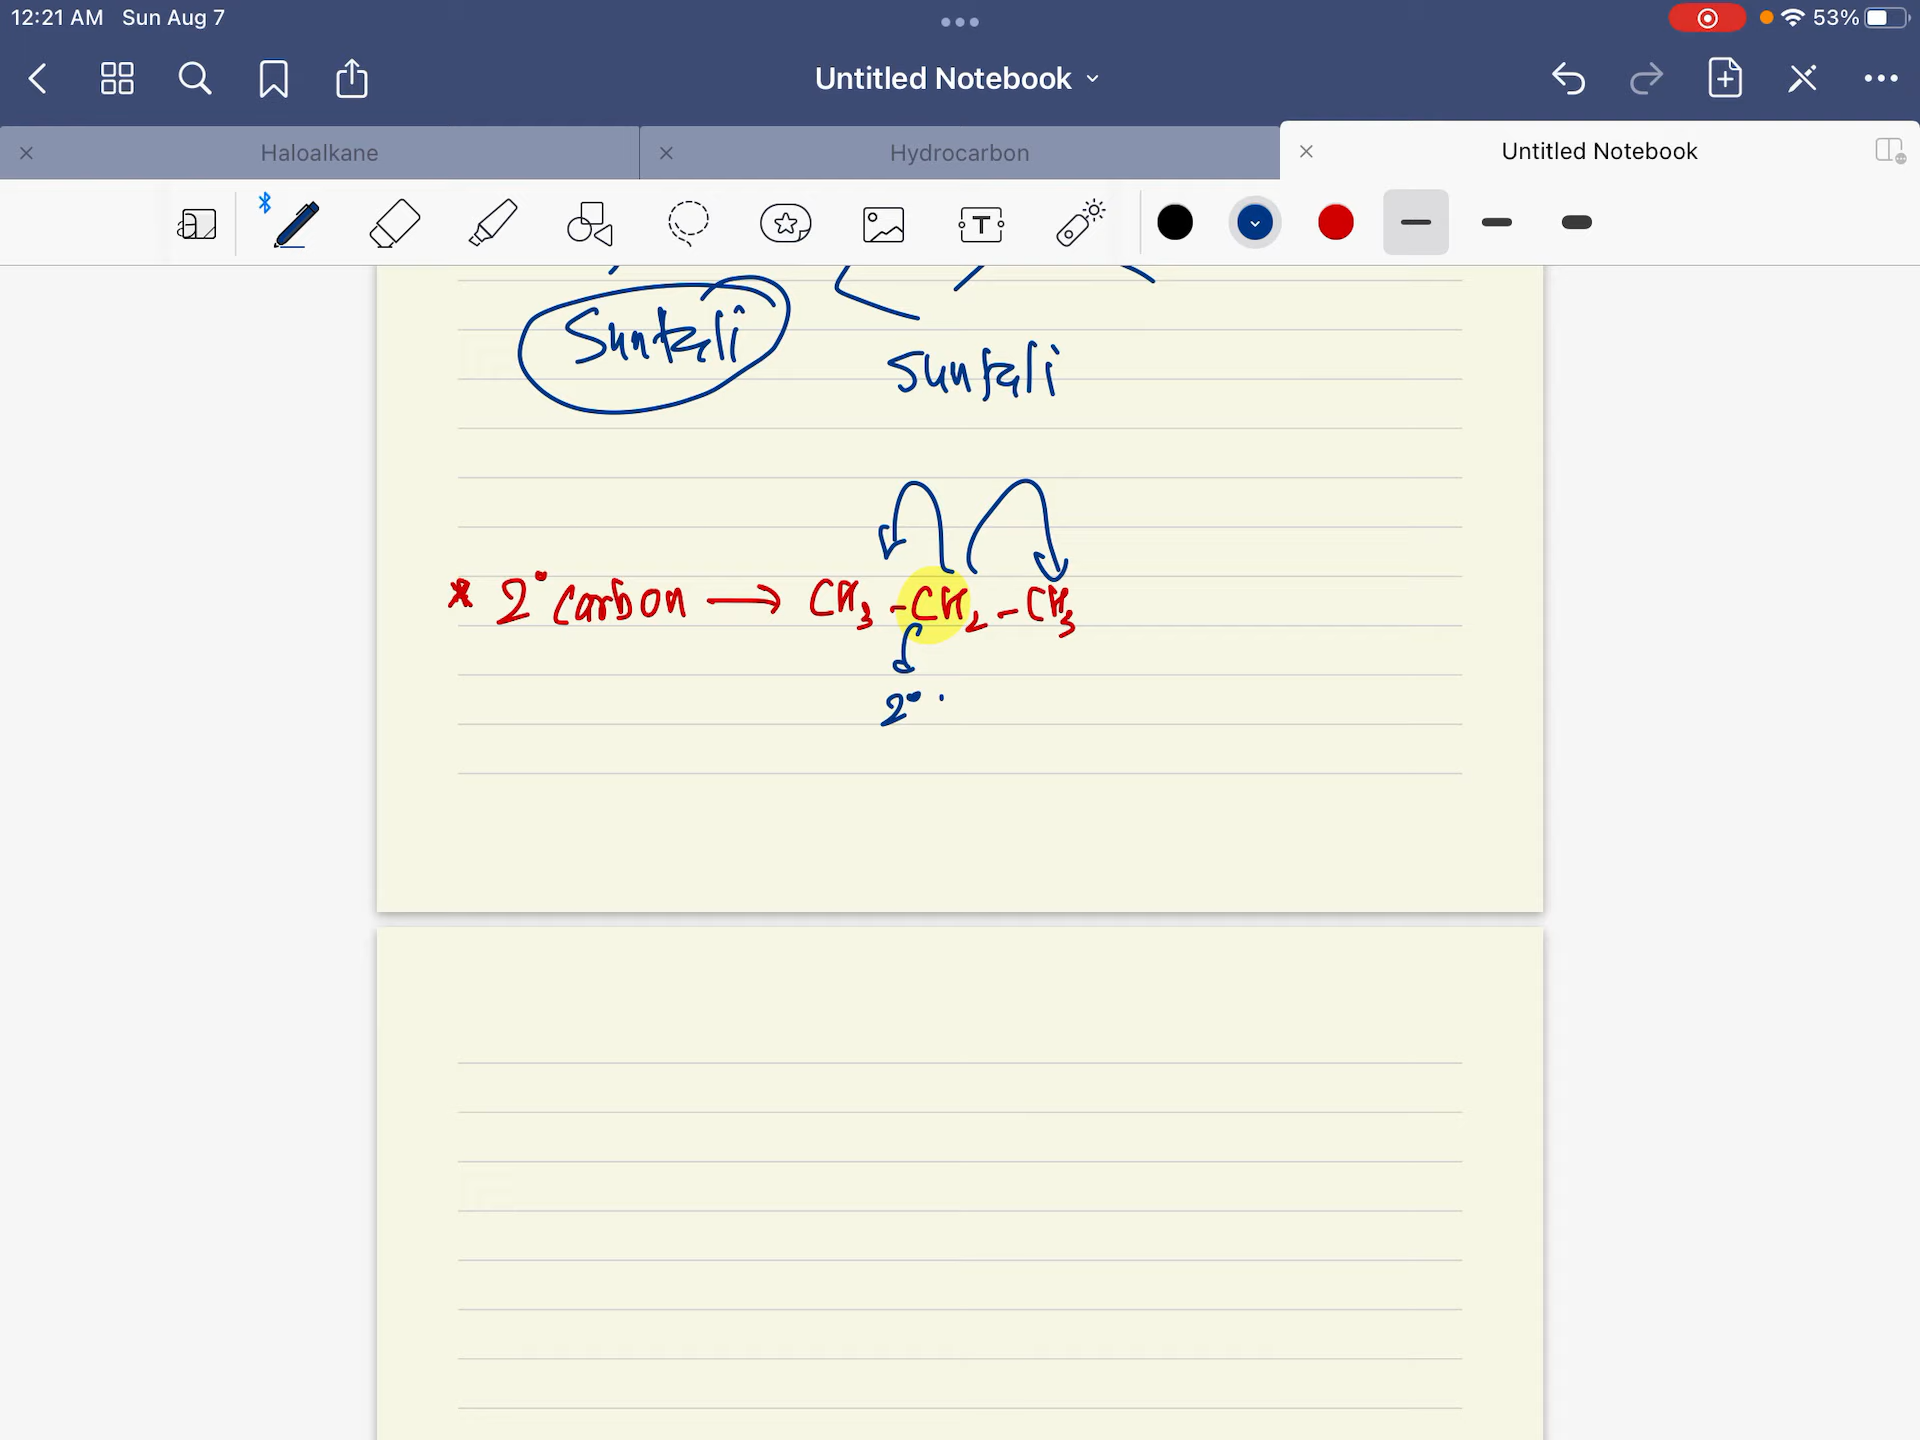 12:21 AM Sun Aug 7
53%
Untitled Notebook
Haloalkane
Hydrocarbon
Untitled Notebook
Suntali
Suntali
* 2° Carbon → CH₃ - CH₂ - CH₃
2°